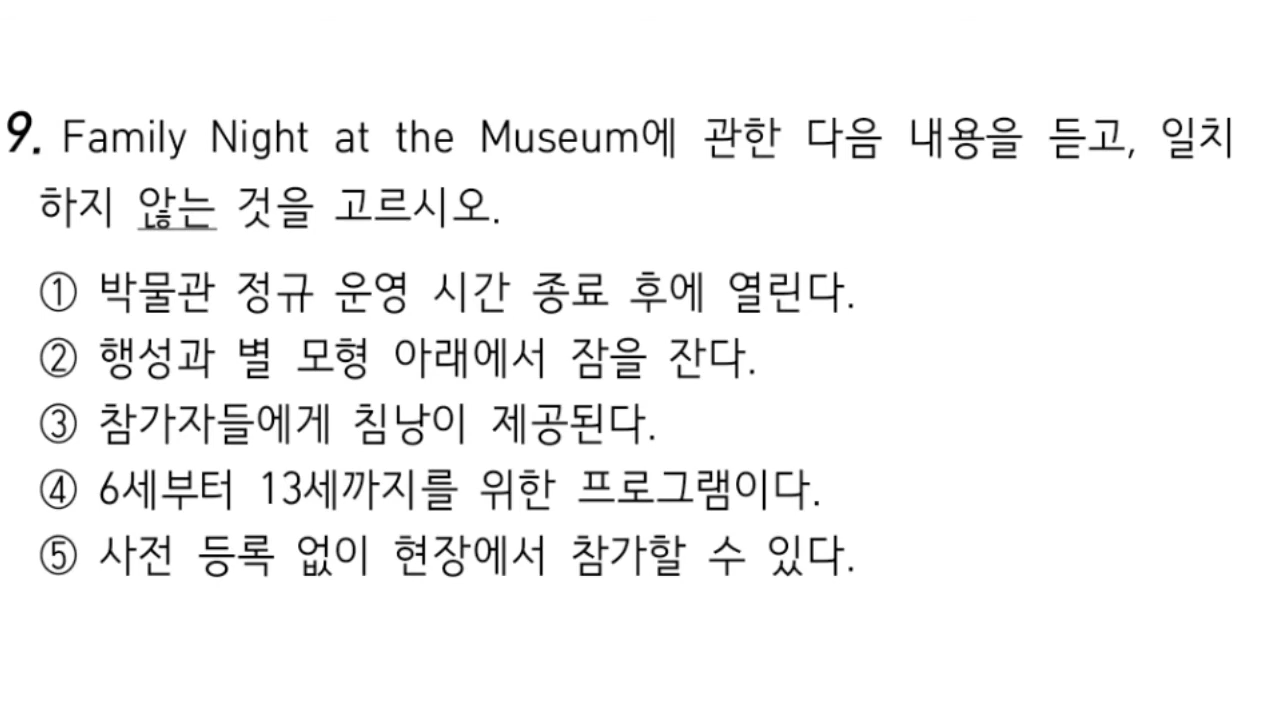 9. Family Night at the Museum에 관한 다음 내용을 듣고, 일치
하지 않는 것을 고르시오.
① 박물관 정규 운영 시간 종료 후에 열린다.
② 행성과 별 모형 아래에서 잠을 잔다.
③ 참가자들에게 침낭이 제공된다.
④ 6세부터 13세까지를 위한 프로그램이다.
⑤ 사전 등록 없이 현장에서 참가할 수 있다.